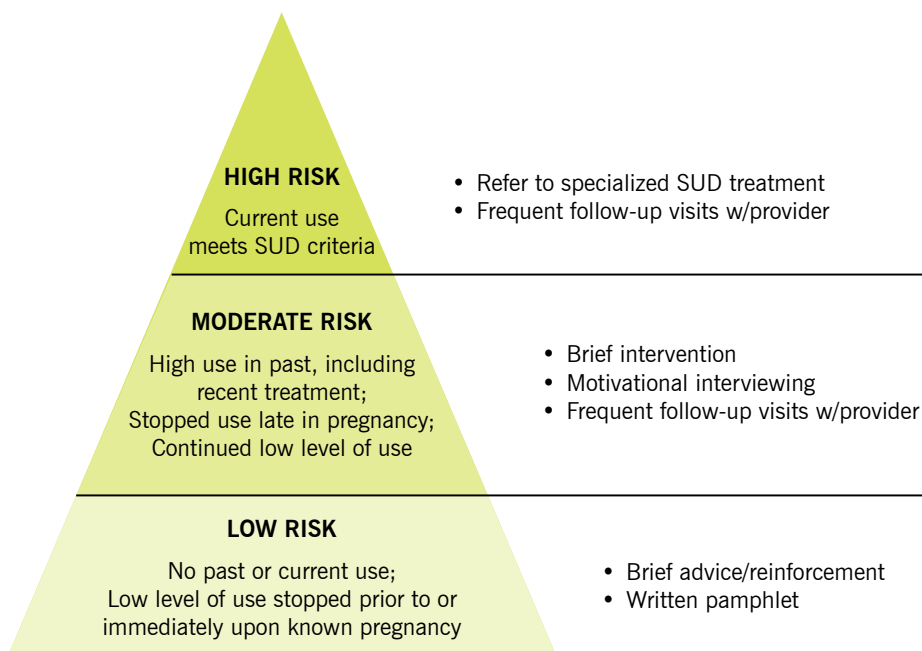 HIGH RISK
Current use
meets SUD criteria
• Refer to specialized SUD treatment
• Frequent follow-up visits w/provider
MODERATE RISK
High use in past, including
recent treatment;
Stopped use late in pregnancy;
Continued low level of use
• Brief intervention
• Motivational interviewing
• Frequent follow-up visits w/provider
LOW RISK
No past or current use;
Low level of use stopped prior to or
immediately upon known pregnancy
• Brief advice/reinforcement
• Written pamphlet